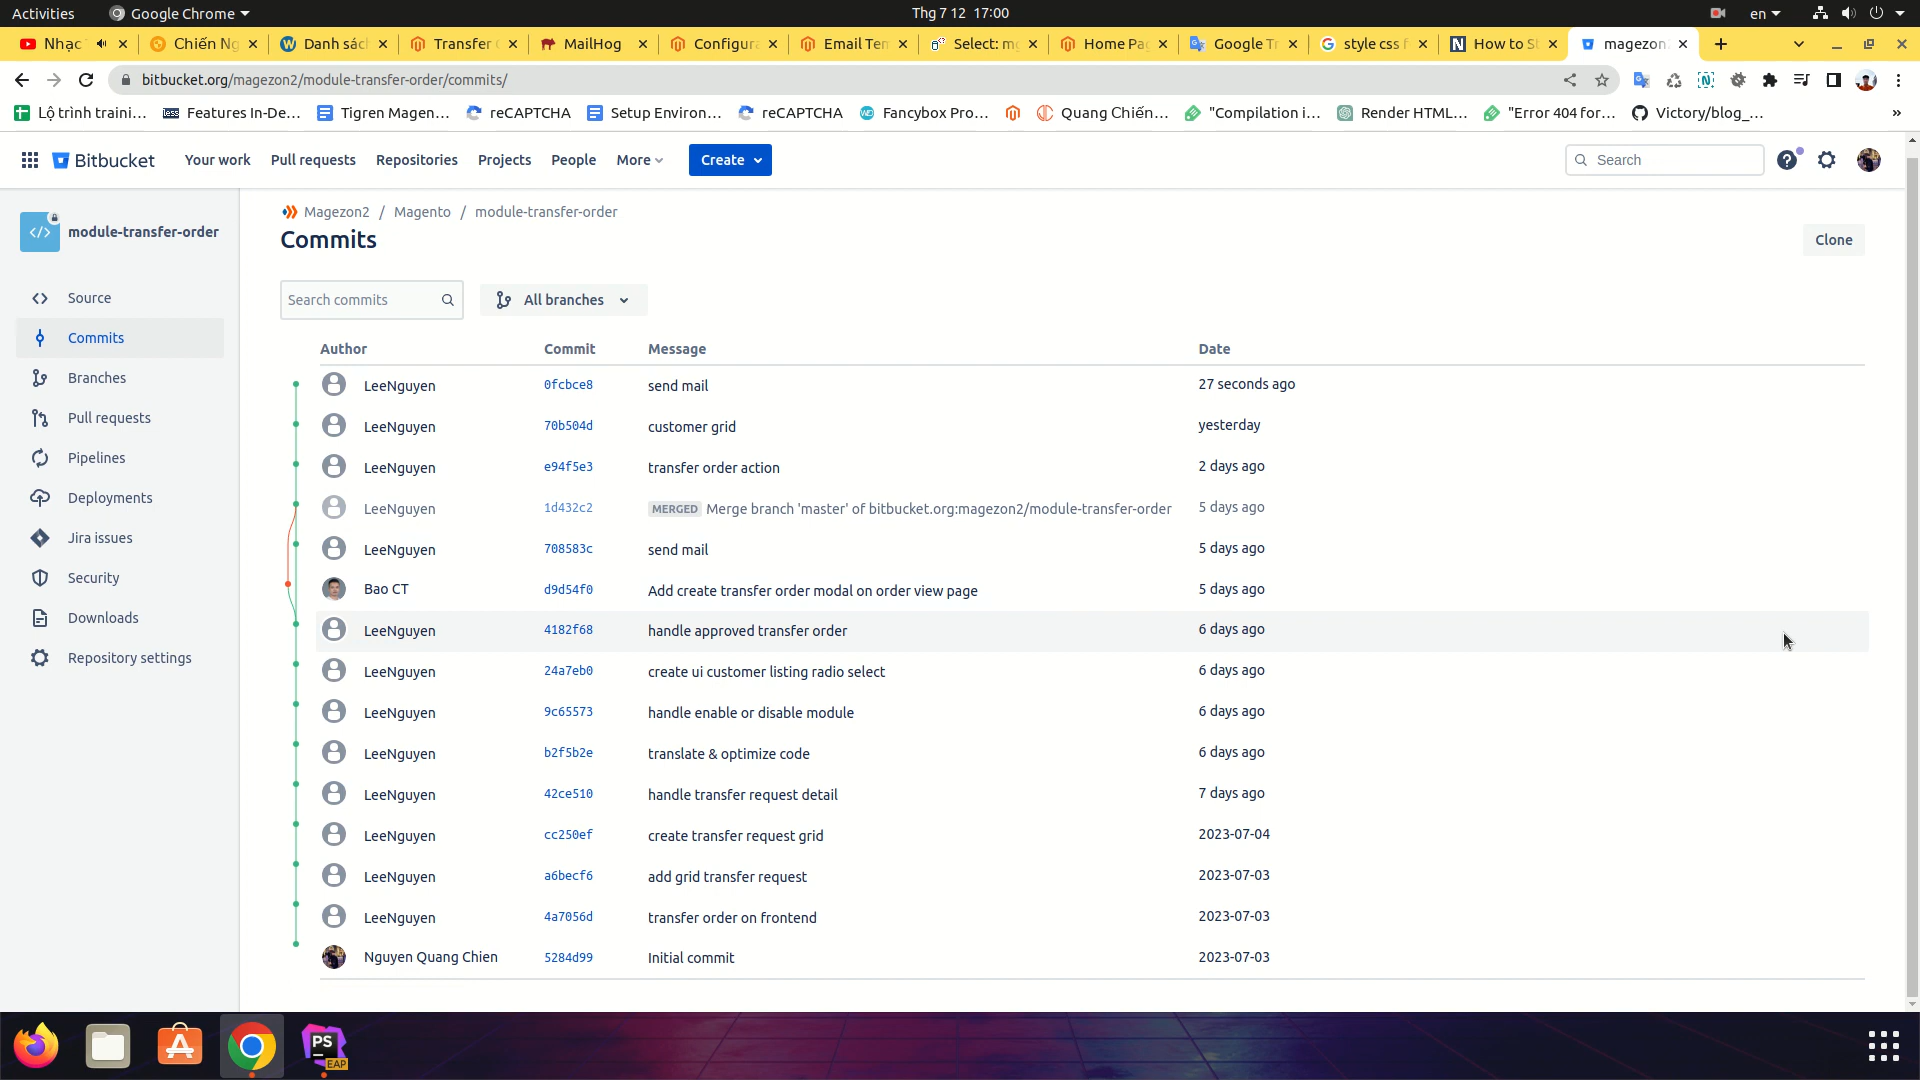 Activities Google Chrome Thg 7 12 17:00 en
Nhạc Chiến Ng Danh sác Transfer MailHog Configura Email Tem Select: m Home Pa Google T style css f How to S magezon
bitbucket.org/magezon2/module-transfer-order/commits/
Lộ trình traini... Features In-De... Tigren Magen... reCAPTCHA Setup Environ... reCAPTCHA Fancybox Pro... Quang Chiến... "Compilation i... Render HTML... "Error 404 for... Victory/blog_... »
Bitbucket Your work Pull requests Repositories Projects People More Create Search
module-transfer-order
Source
Commits
Branches
Pull requests
Pipelines
Deployments
Jira issues
Security
Downloads
Repository settings
Magezon2 / Magento / module-transfer-order
Commits
Clone
Search commits All branches
Author Commit Message Date
LeeNguyen 0fcbce8 send mail 27 seconds ago
LeeNguyen 70b504d customer grid yesterday
LeeNguyen e94f5e3 transfer order action 2 days ago
LeeNguyen 1d432c2 MERGED Merge branch 'master' of bitbucket.org:magezon2/module-transfer-order 5 days ago
LeeNguyen 708583c send mail 5 days ago
Bao CT d9d54f0 Add create transfer order modal on order view page 5 days ago
LeeNguyen 4182f68 handle approved transfer order 6 days ago
LeeNguyen 24a7eb0 create ui customer listing radio select 6 days ago
LeeNguyen 9c65573 handle enable or disable module 6 days ago
LeeNguyen b2f5b2e translate & optimize code 6 days ago
LeeNguyen 42ce510 handle transfer request detail 7 days ago
LeeNguyen cc250ef create transfer request grid 2023-07-04
LeeNguyen a6becf6 add grid transfer request 2023-07-03
LeeNguyen 4a7056d transfer order on frontend 2023-07-03
Nguyen Quang Chien 5284d99 Initial commit 2023-07-03
PS
EAP